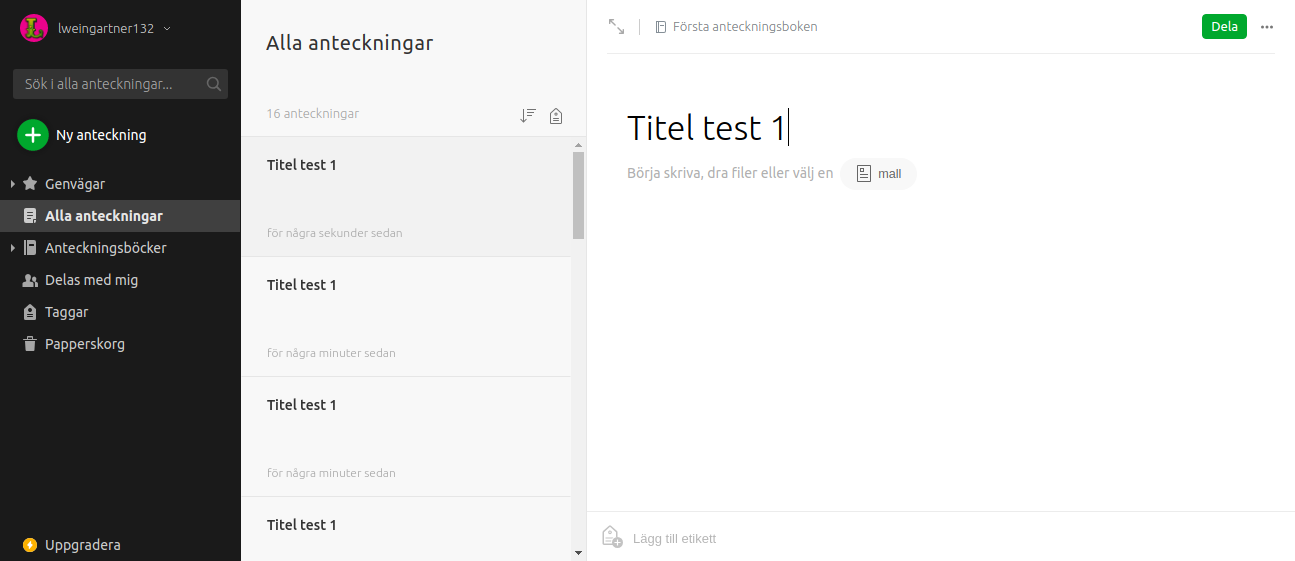 lweingartner132
Sök i alla anteckningar...
Ny anteckning
Genvägar
Alla anteckningar
Anteckningsböcker
Delas med mig
Taggar
Papperskorg
Uppgradera
Alla anteckningar
16 anteckningar
Titel test 1
för några sekunder sedan
Titel test 1
för några minuter sedan
Titel test 1
för några minuter sedan
Titel test 1
Första anteckningsboken
Dela
Titel test 1
Börja skriva, dra filer eller välj en mall
Lägg till etikett